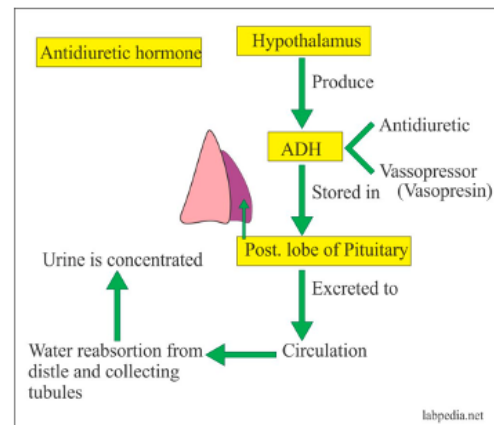 Antidiuretic hormone
Hypothalamus
Produce
ADH
Antidiuretic
Vassopressor
(Vasopresin)
Stored in
Post. lobe of Pituitary
Excreted to
Circulation
Water reabsortion from
distle and collecting
tubules
Urine is concentrated
labpedia.net